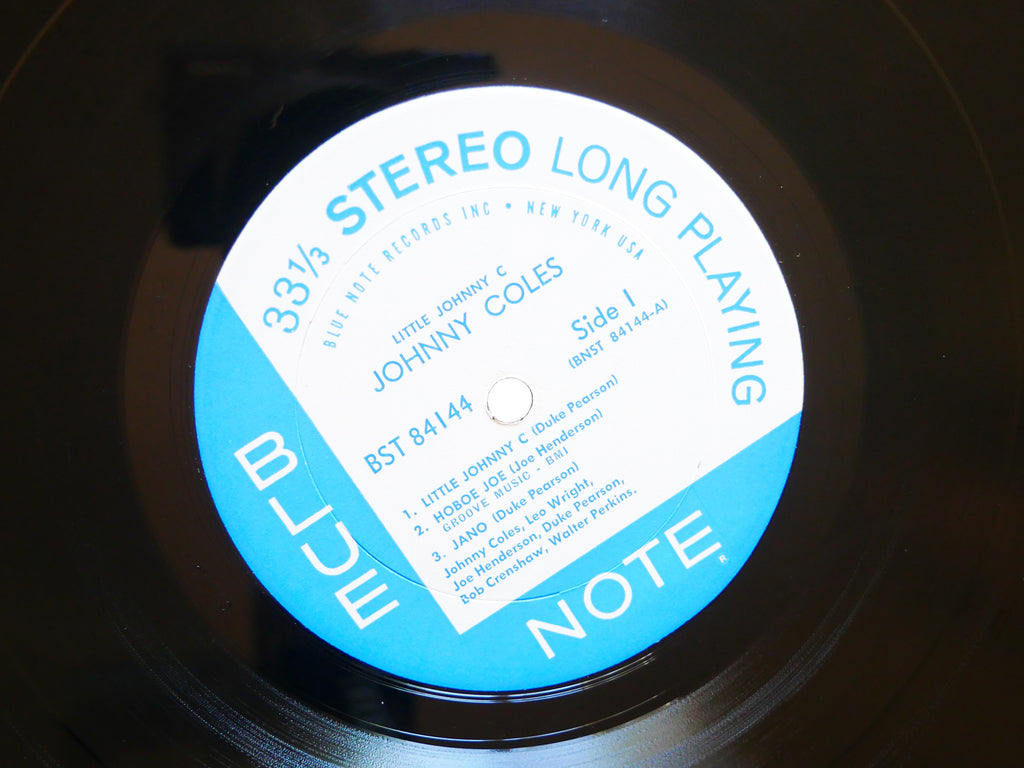 33 1/3 STEREO LONG PLAYING
BLUE NOTE RECORDS INC • NEW YORK USA
LITTLE JOHNNY C
JOHNNY COLES
Side 1
(BNST 84144-A)
BST 84144
1. LITTLE JOHNNY C (Duke Pearson)
2. HOBOE JOE (Joe Henderson)
GROOVE MUSIC - BMI
3. JANO (Duke Pearson)
Johnny Coles, Leo Wright,
Joe Henderson, Duke Pearson,
Bob Crenshaw, Walter Perkins.
BLUE
NOTE
R